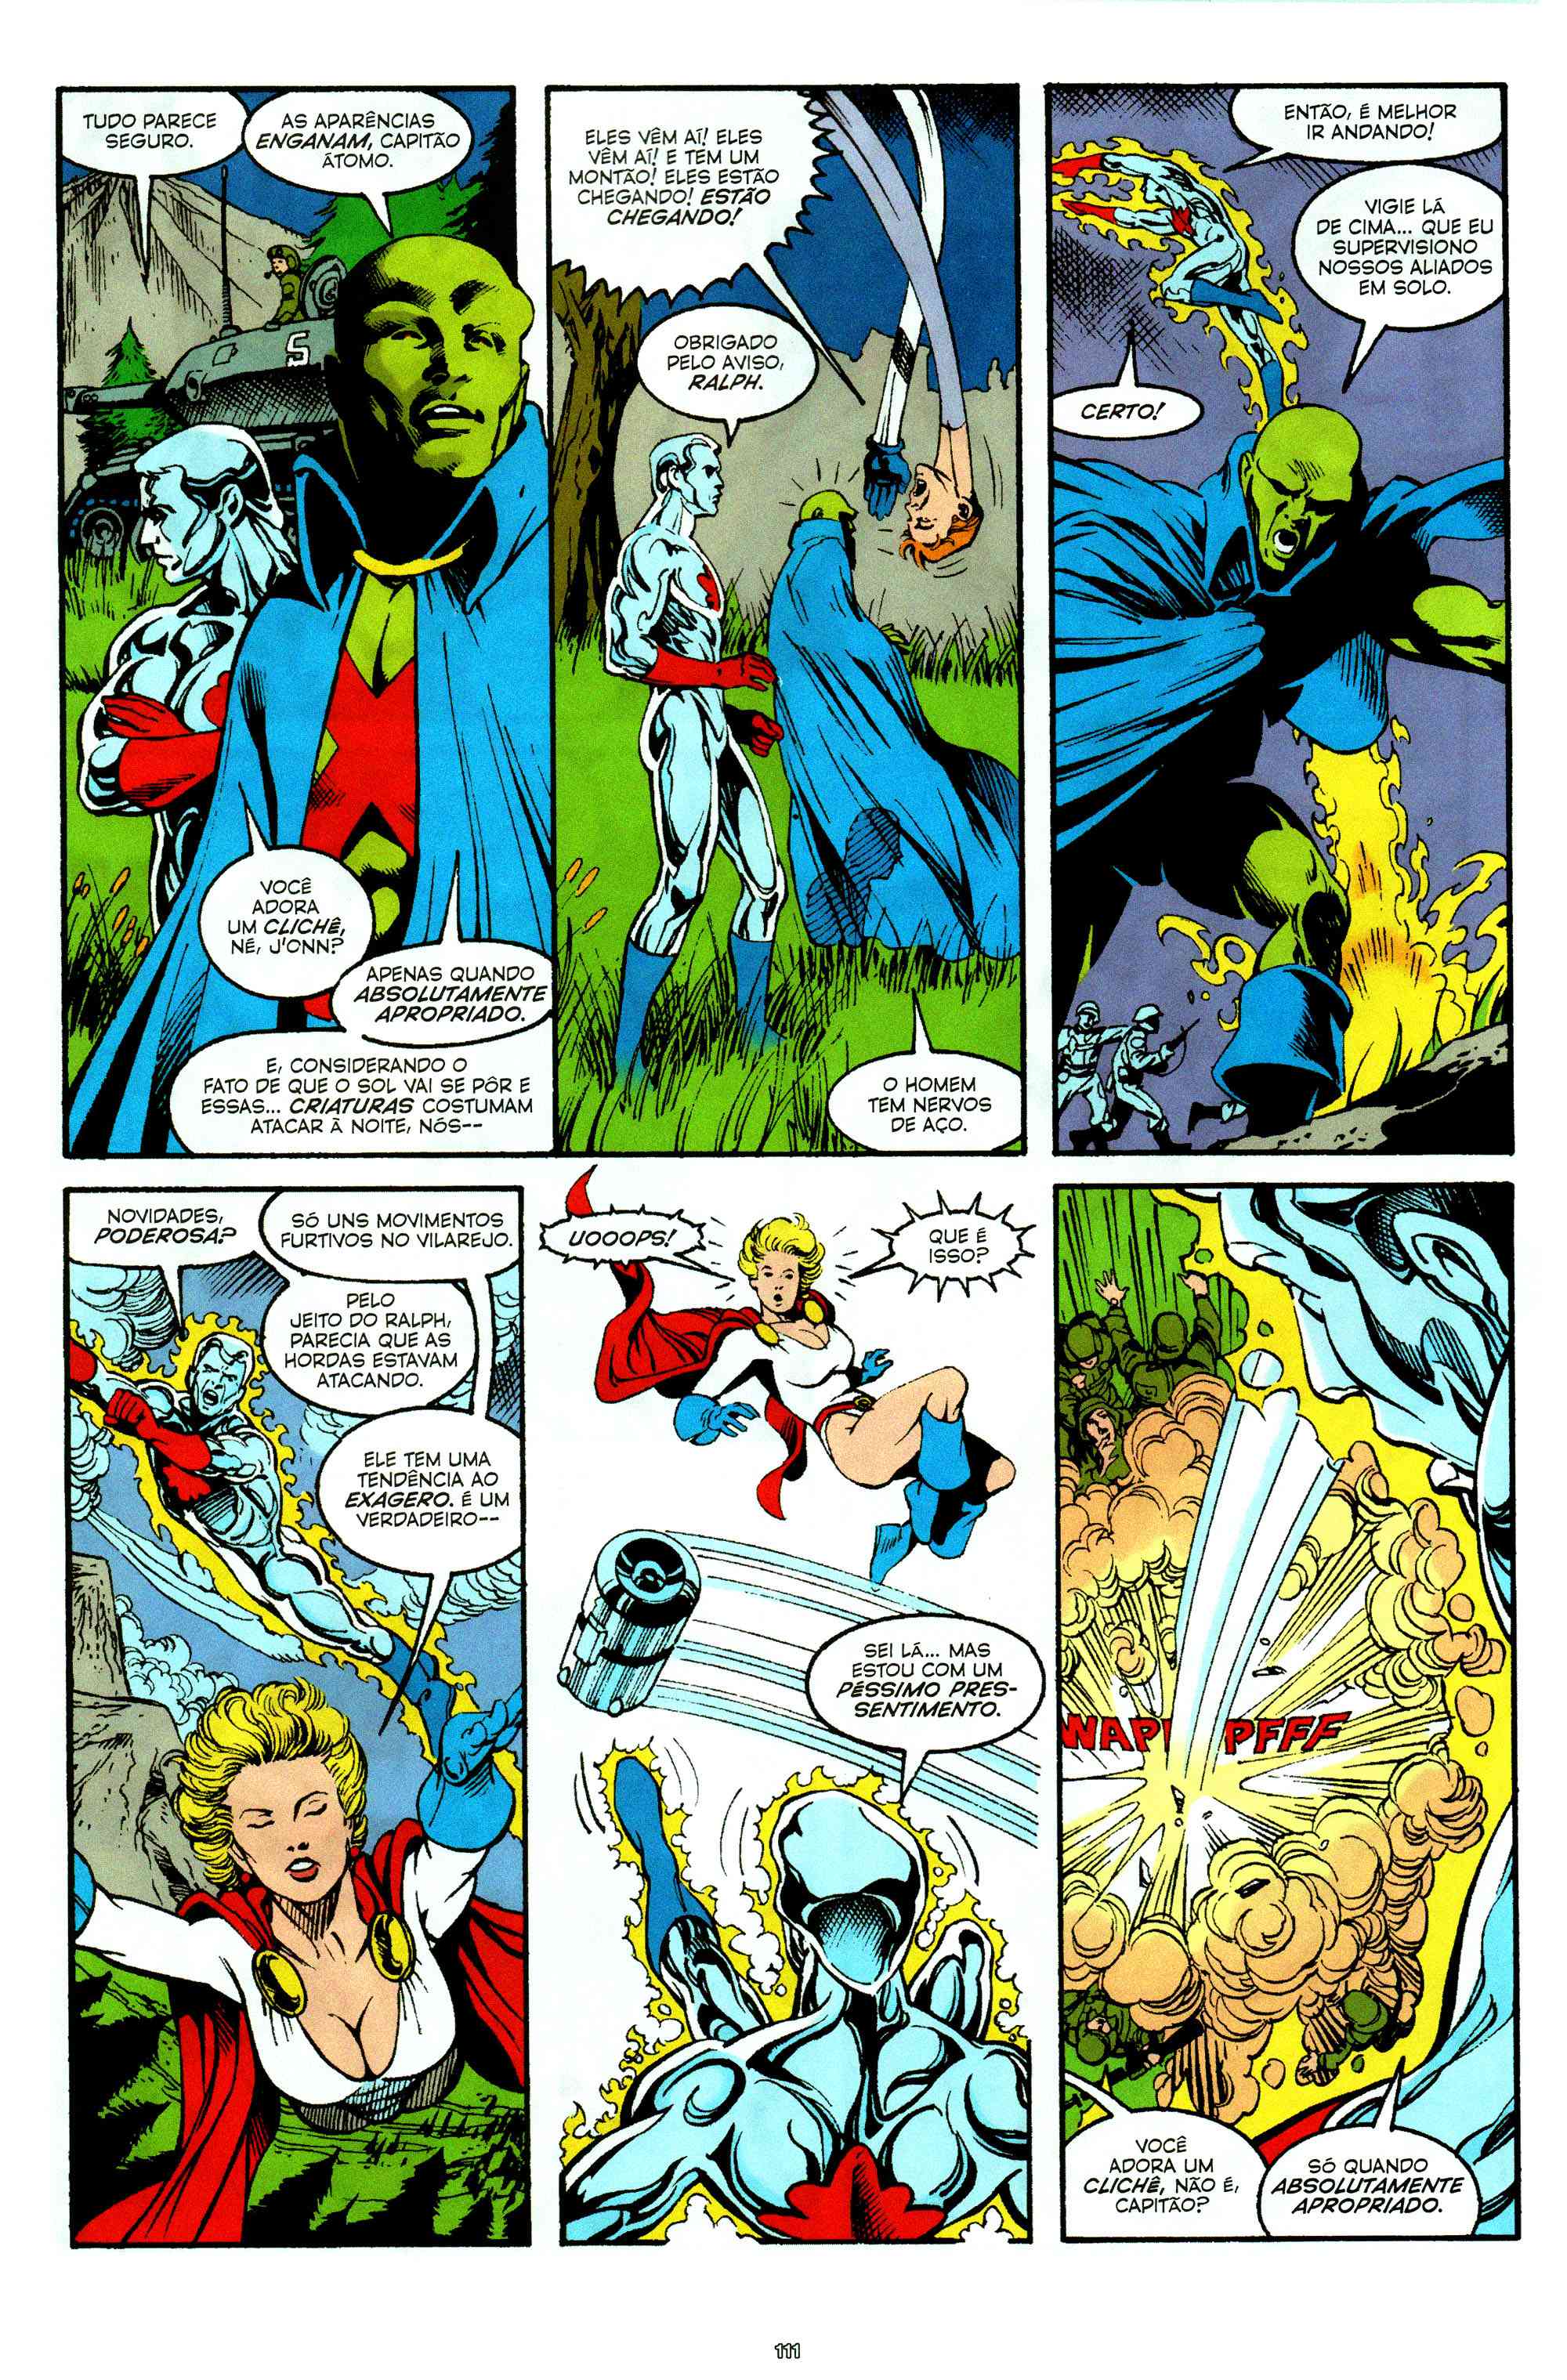 TUDO PARECE
SEGURO.
AS APARÊNCIAS
ENGANAM, CAPITÃO
ÁTOMO.
VOCÊ
ADORA
UM CLICHÊ,
NÉ, J'ONN?
APENAS QUANDO
ABSOLUTAMENTE
APROPRIADO.
E, CONSIDERANDO O
FATO DE QUE O SOL VAI SE PÔR E
ESSAS... CRIATURAS COSTUMAM
ATACAR À NOITE, NÓS--
5
ELES VÊM AÍ! ELES
VÊM AÍ! E TEM UM
MONTÃO! ELES ESTÃO
CHEGANDO! ESTÃO
CHEGANDO!
OBRIGADO
PELO AVISO,
RALPH.
O HOMEM
TEM NERVOS
DE AÇO.
ENTÃO, É MELHOR
IR ANDANDO!
VIGIE LÁ
DE CIMA... QUE EU
SUPERVISIONO
NOSSOS ALIADOS
EM SOLO.
CERTO!
NOVIDADES,
PODEROSA?
SÓ UNS MOVIMENTOS
FURTIVOS NO VILAREJO.
PELO
JEITO DO RALPH,
PARECIA QUE AS
HORDAS ESTAVAM
ATACANDO.
ELE TEM UMA
TENDÊNCIA AO
EXAGERO. É UM
VERDADEIRO--
UOOOPS!
QUE É
ISSO?
SEI LÁ... MAS
ESTOU COM UM
PÉSSIMO PRES-
SENTIMENTO.
WAP PFFF
VOCÊ
ADORA UM
CLICHÊ, NÃO É,
CAPITÃO?
SÓ QUANDO
ABSOLUTAMENTE
APROPRIADO.
111